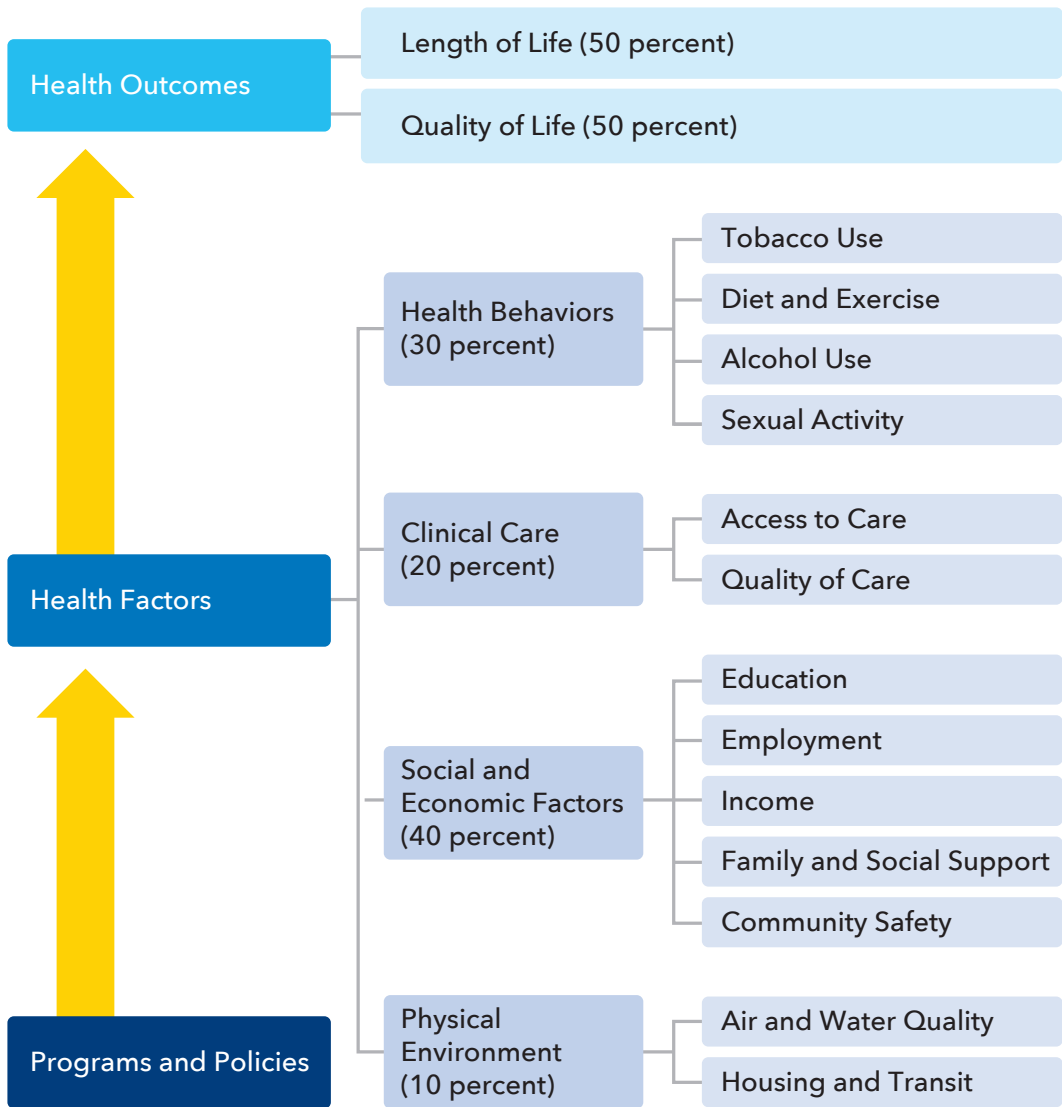 Health Outcomes
Length of Life (50 percent)
Quality of Life (50 percent)
Health Factors
Health Behaviors
(30 percent)
Tobacco Use
Diet and Exercise
Alcohol Use
Sexual Activity
Clinical Care
(20 percent)
Access to Care
Quality of Care
Social and
Economic Factors
(40 percent)
Education
Employment
Income
Family and Social Support
Community Safety
Physical
Environment
(10 percent)
Air and Water Quality
Housing and Transit
Programs and Policies